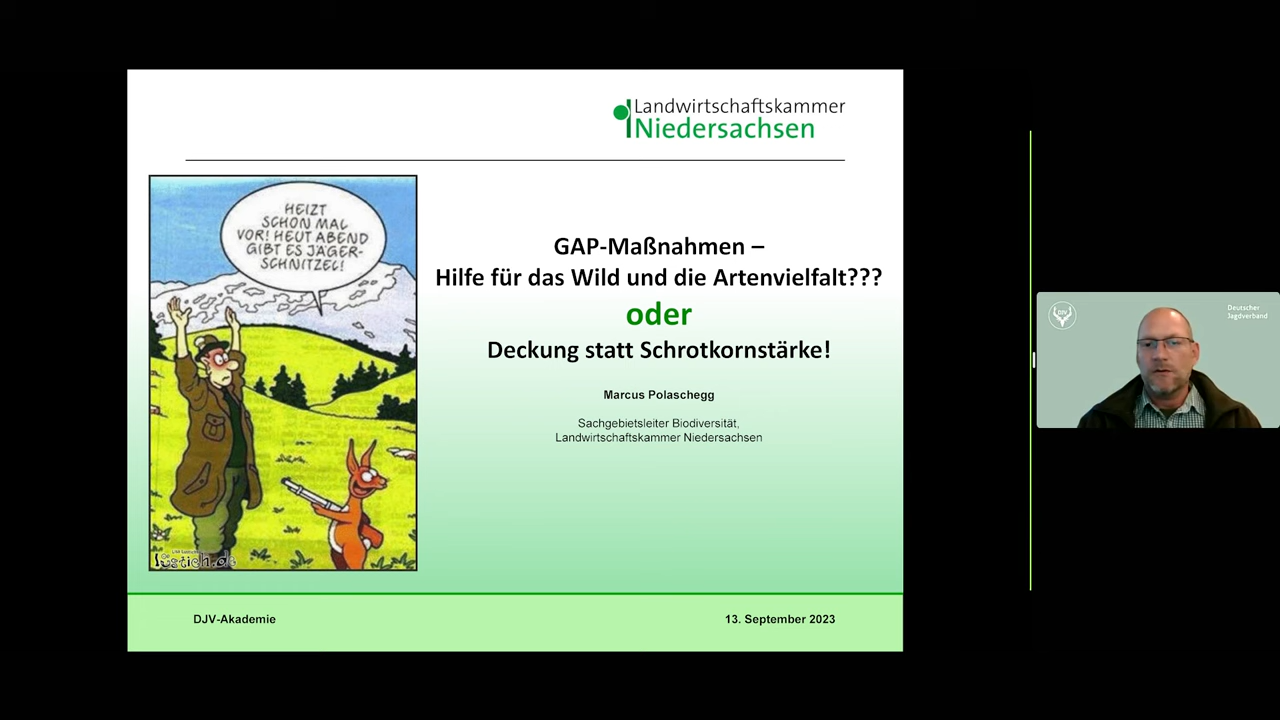 Landwirtschaftskammer
Niedersachsen
HEIZT
SCHON MAL
VOR! HEUT ABEND
GIBT ES JÄGER-
SCHNITZEL!
GAP-Maßnahmen –
Hilfe für das Wild und die Artenvielfalt???
oder
Deckung statt Schrotkornstärke!
Marcus Polaschegg
Sachgebietsleiter Biodiversität,
Landwirtschaftskammer Niedersachsen
lustich.de
DJV-Akademie
13. September 2023
DJV
Deutscher
Jagdverband